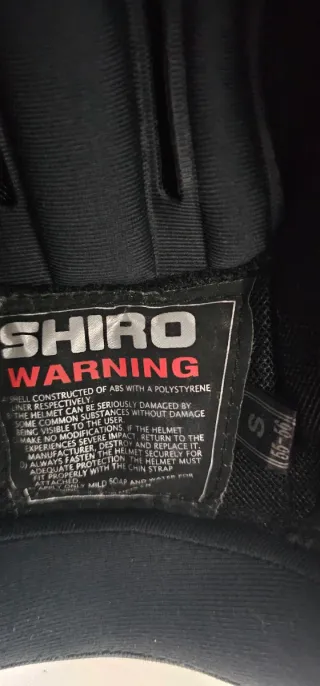 SHIRO
WARNING
SHELL CONSTRUCTED OF ABS WITH A POLYSTYRENE
LINER RESPECTIVELY.
THE HELMET CAN BE SERIOUSLY DAMAGED BY
SOME COMMON SUBSTANCES WITHOUT DAMAGE
BEING VISIBLE TO THE USER.
MAKE NO MODIFICATIONS. IF THE HELMET
EXPERIENCES SEVERE IMPACT. RETURN TO THE
MANUFACTURER, DESTROY AND REPLACE IT.
D) ALWAYS FASTEN THE HELMET SECURELY FOR
ADEQUATE PROTECTION. THE HELMET MUST
FIT PROPERLY WITH THE CHIN STRAP
ATTACHED.
APPLY ONLY MILD SOAP AND WATER FOR
S